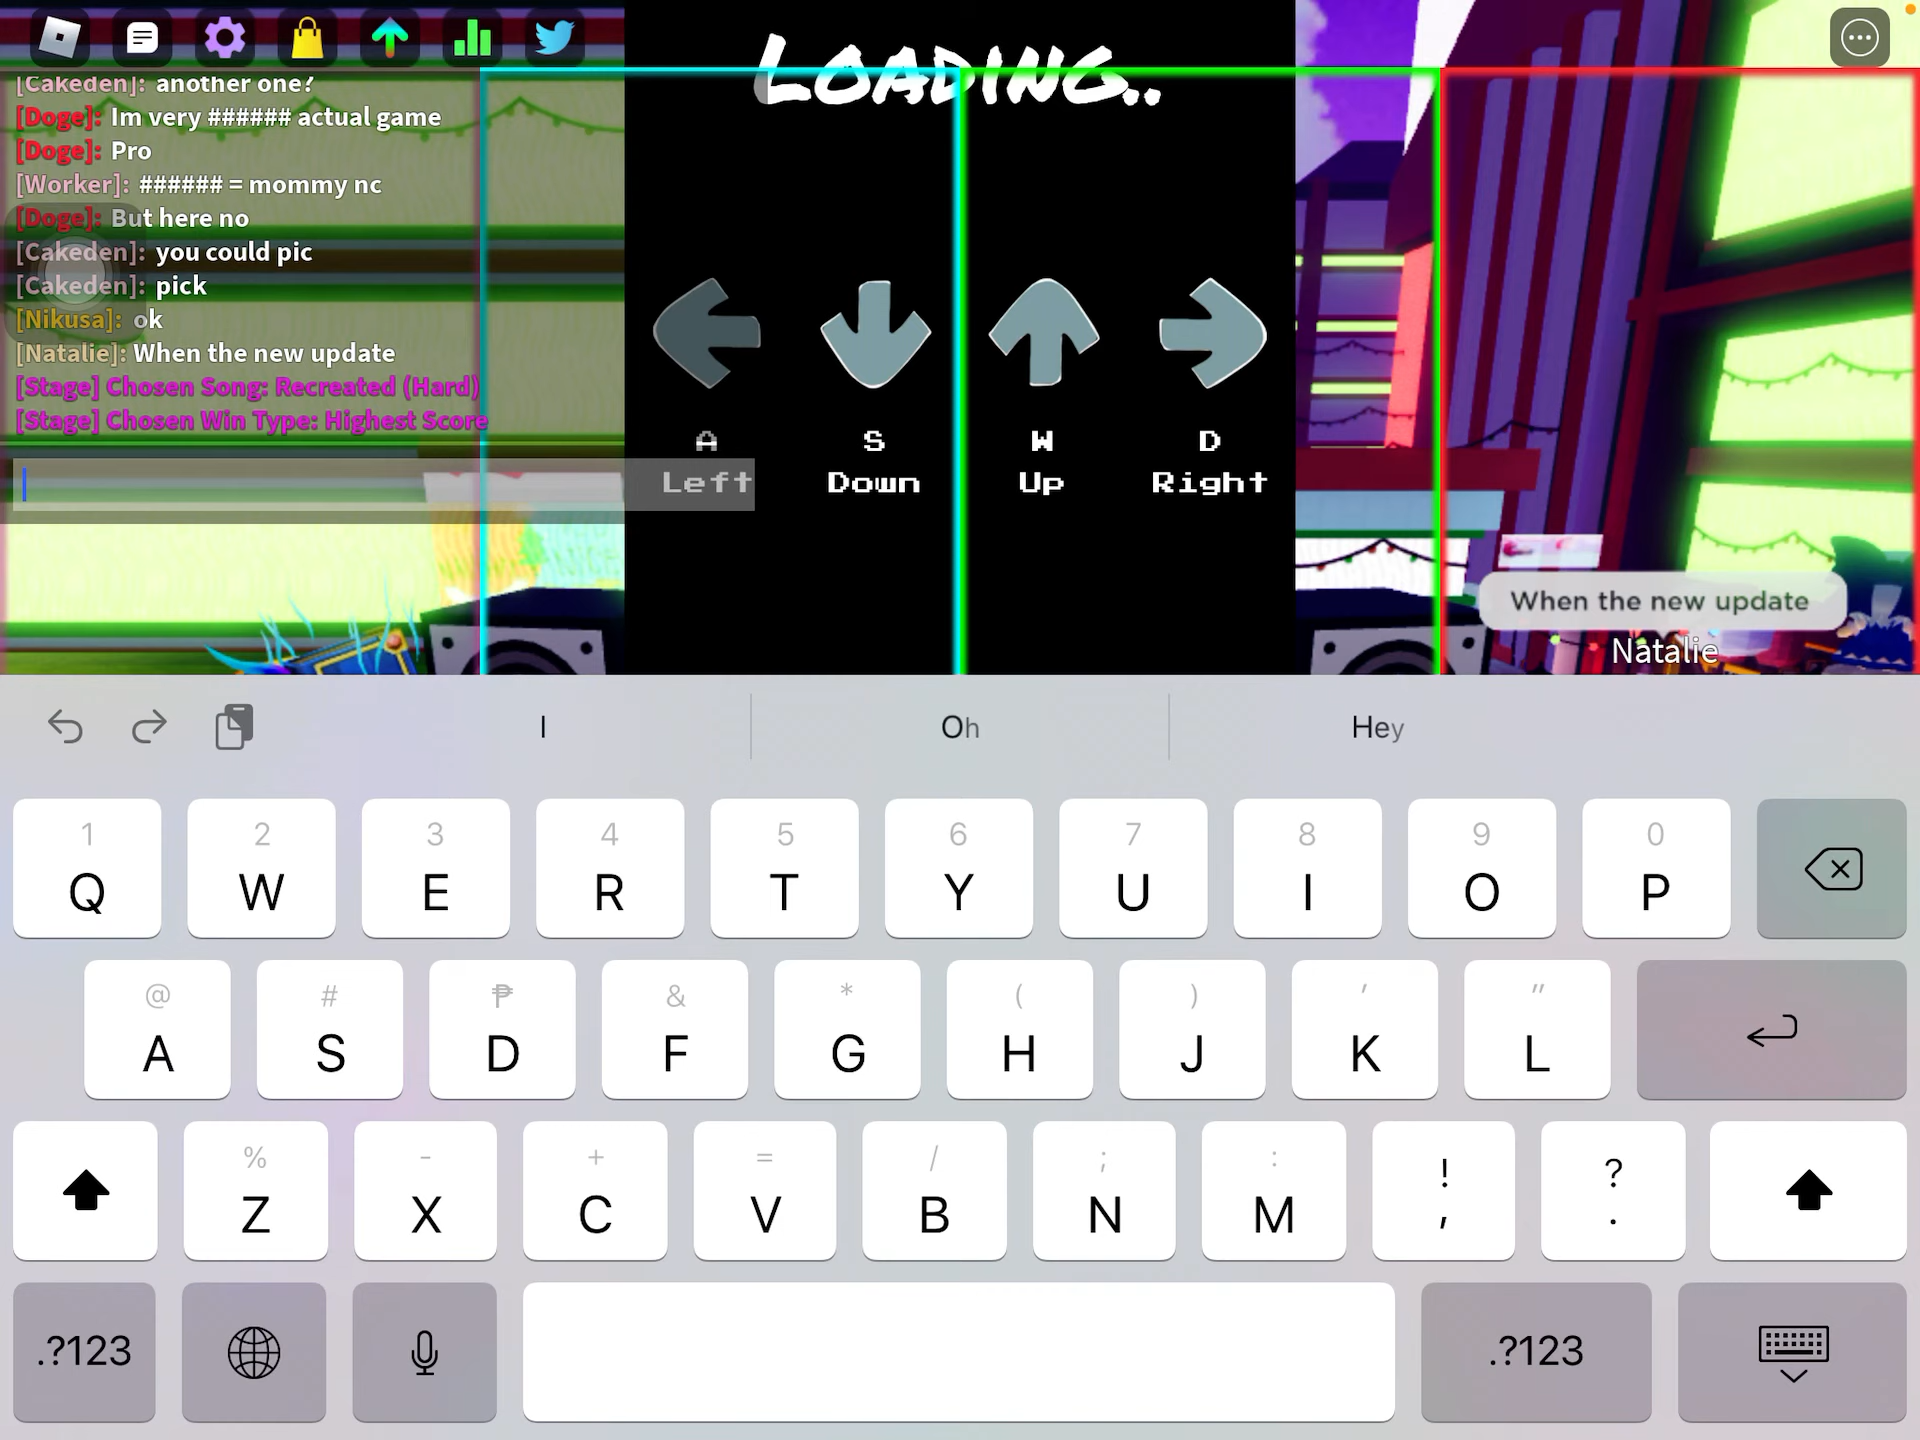 LOADING..
[Cakeden]: another one?
[Doge]: Im very ###### actual game
[Doge]: Pro
[Worker]: ###### = mommy nc
[Doge]: But here no
[Cakeden]: you could pic
[Cakeden]: pick
[Nikusa]: ok
[Natalie]: When the new update
[Stage] Chosen Song: Recreated (Hard)
[Stage] Chosen Win Type: Highest Score
A S W D
Left Down Up Right
When the new update
Natalie
I Oh Hey
1 2 3 4 5 6 7 8 9 0
Q W E R T Y U I O P
@ # ₱ & * ( ) ' "
A S D F G H J K L
% - + = / ; : ! ?
Z X C V B N M , .
.?123 .?123